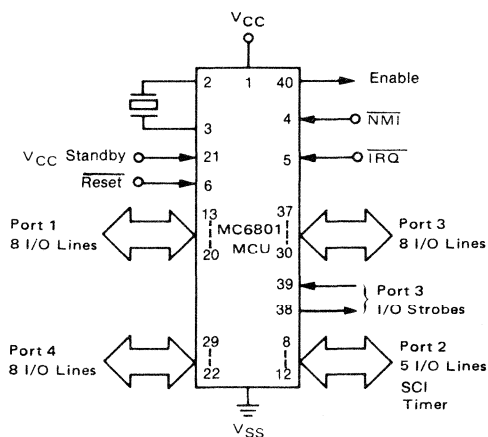 VCC
2 1 40 Enable
4 NMI
3
VCC Standby 21 5 IRQ
Reset 6
Port 1
8 I/O Lines
13
20
MC6801
MCU
37
30
Port 3
8 I/O Lines
39
38
Port 3
I/O Strobes
Port 4
8 I/O Lines
29
22
8
12
Port 2
5 I/O Lines
SCI
Timer
VSS